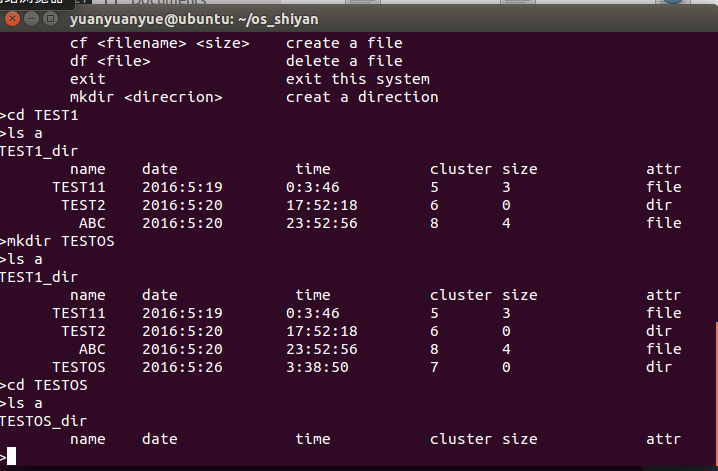 Documents
yuanyuanyue@ubuntu: ~/os_shiyan
cf <filename> <size> create a file
df <file> delete a file
exit exit this system
mkdir <direcrion> creat a direction
>cd TEST1
>ls a
TEST1_dir
name date time cluster size attr
TEST11 2016:5:19 0:3:46 5 3 file
TEST2 2016:5:20 17:52:18 6 0 dir
ABC 2016:5:20 23:52:56 8 4 file
>mkdir TESTOS
>ls a
TEST1_dir
name date time cluster size attr
TEST11 2016:5:19 0:3:46 5 3 file
TEST2 2016:5:20 17:52:18 6 0 dir
ABC 2016:5:20 23:52:56 8 4 file
TESTOS 2016:5:26 3:38:50 7 0 dir
>cd TESTOS
>ls a
TESTOS_dir
name date time cluster size attr
>